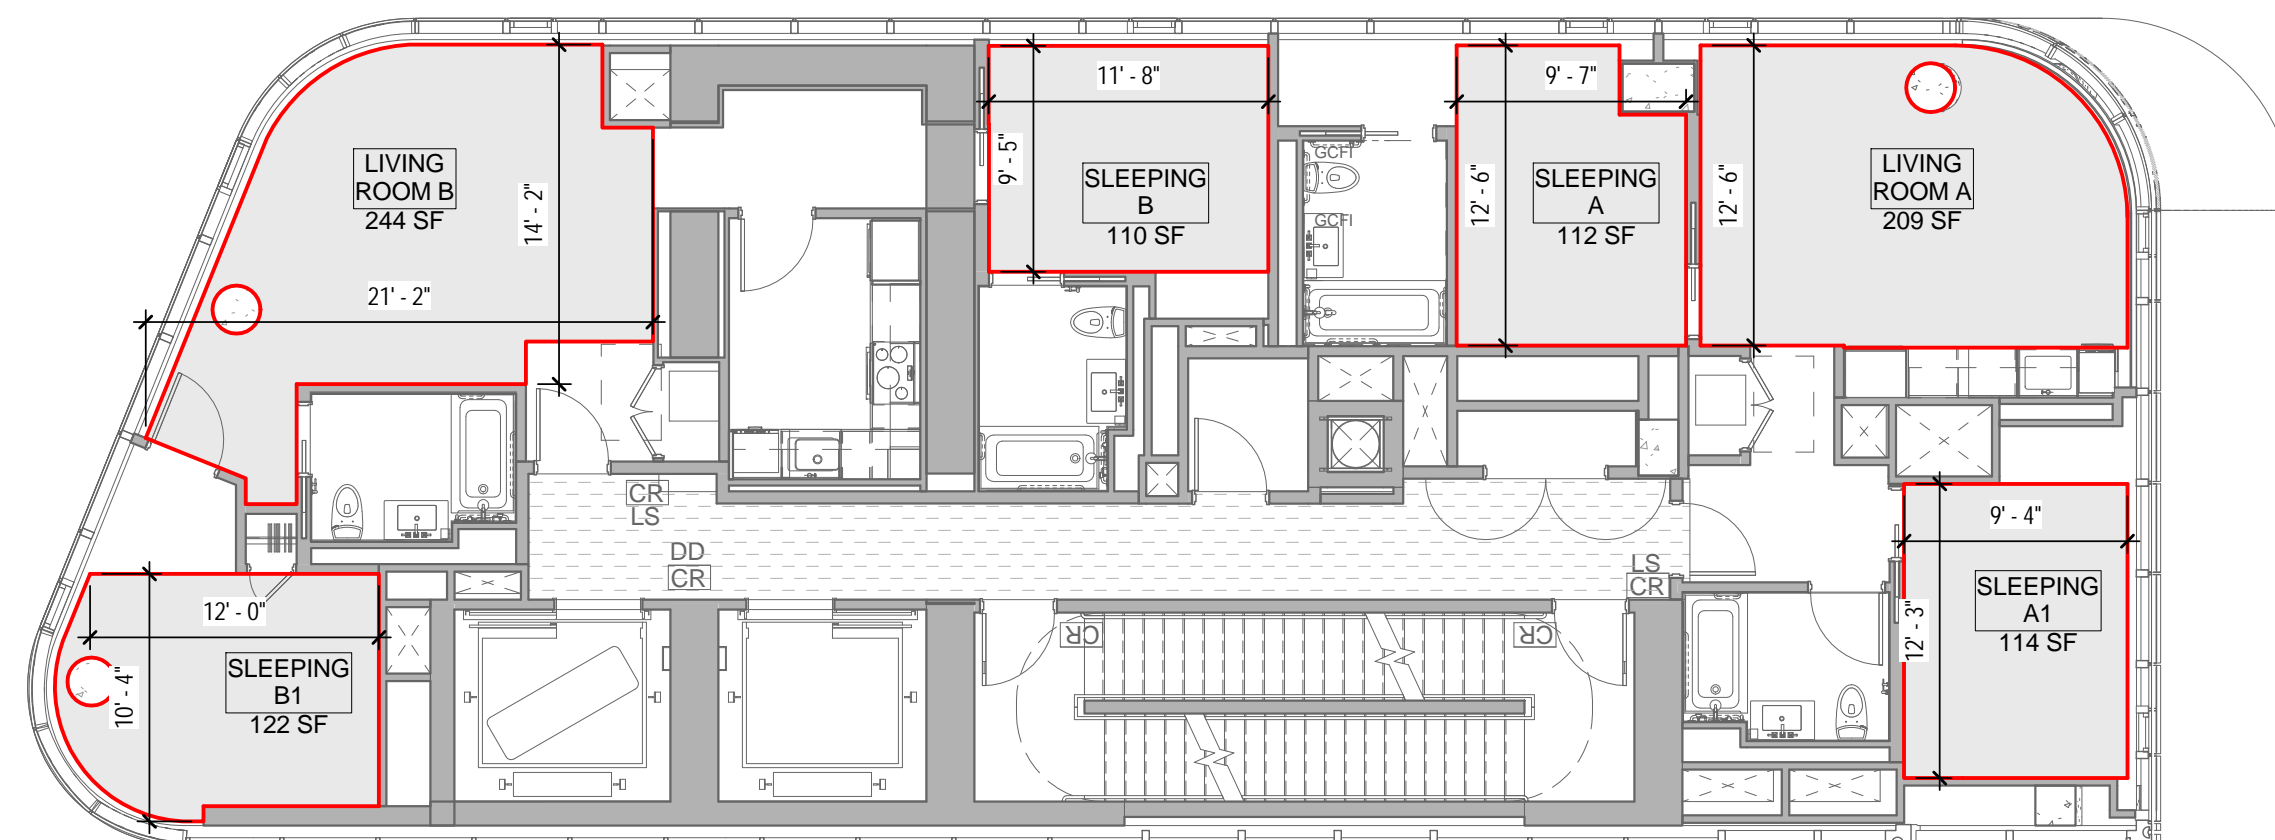 LIVING
ROOM B
244 SF
14' - 2"
21' - 2"
11' - 8"
9' - 5"
SLEEPING
B
110 SF
GCFI
GCFI
9' - 7"
12' - 6"
SLEEPING
A
112 SF
12' - 6"
LIVING
ROOM A
209 SF
CR
LS
DD
CR
LS
CR
CR
CR
12' - 0"
10' - 4"
SLEEPING
B1
122 SF
9' - 4"
12' - 3"
SLEEPING
A1
114 SF